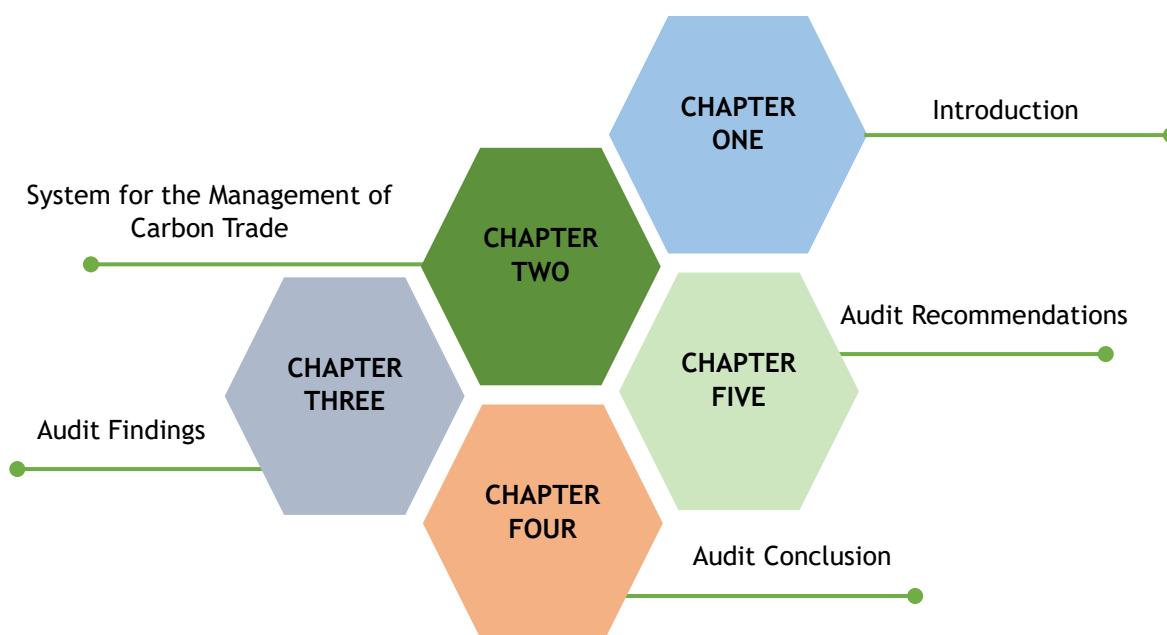 CHAPTER
ONE
Introduction
System for the Management of
Carbon Trade
CHAPTER
TWO
CHAPTER
THREE
Audit Findings
CHAPTER
FOUR
Audit Conclusion
CHAPTER
FIVE
Audit Recommendations